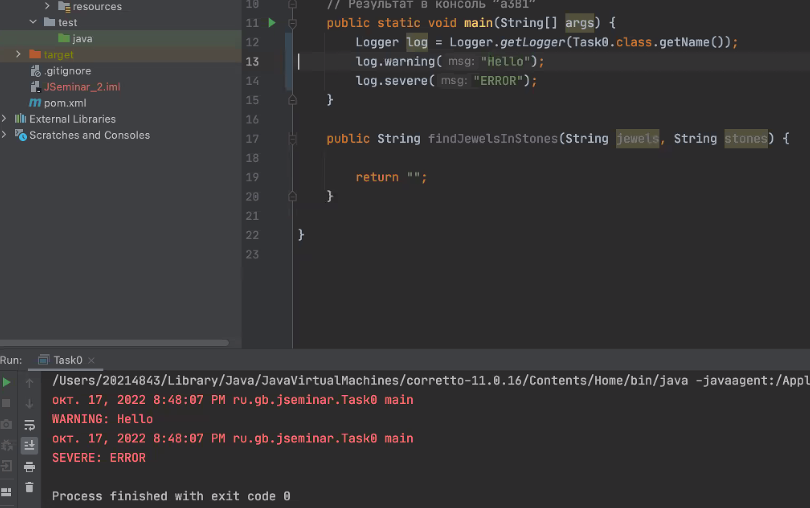 resources
test
java
target
.gitignore
JSeminar_2.iml
pom.xml
External Libraries
Scratches and Consoles
10 // Результат в консоль "a3b1"
11 public static void main(String[] args) {
12 Logger log = Logger.getLogger(Task0.class.getName());
13 log.warning( msg: "Hello");
14 log.severe( msg: "ERROR");
15 }
16
17 public String findJewelsInStones(String jewels, String stones) {
18
19 return "";
20 }
21
22 }
23
Run: Task0
/Users/20214843/Library/Java/JavaVirtualMachines/corretto-11.0.16/Contents/Home/bin/java -javaagent:/Appl
окт. 17, 2022 8:48:07 PM ru.gb.jseminar.Task0 main
WARNING: Hello
окт. 17, 2022 8:48:07 PM ru.gb.jseminar.Task0 main
SEVERE: ERROR
Process finished with exit code 0